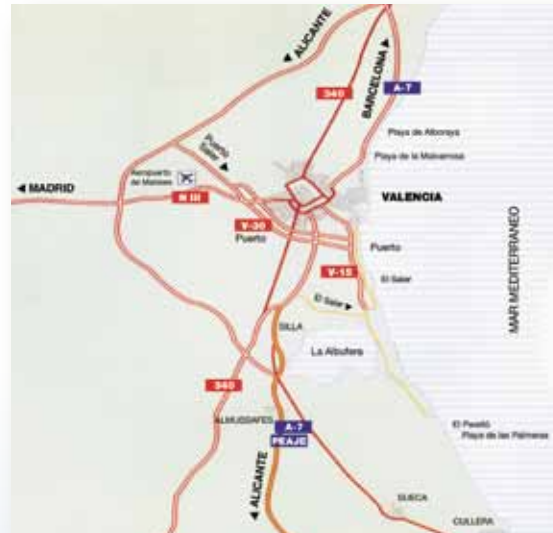 ALICANTE
340
BARCELONA
A-7
Puerto
Saler
Playa de Alboraya
Playa de la Malvarrosa
Aeropuerto
de Manises
MADRID
N III
VALENCIA
V-30
Puerto
Puerto
V-15
El Saler
El Saler
MAR MEDITERRANEO
SILLA
La Albufera
340
ALMUSSAFES
A-7
PEAJE
El Perelló
Playa de las Palmeras
ALICANTE
SUECA
CULLERA